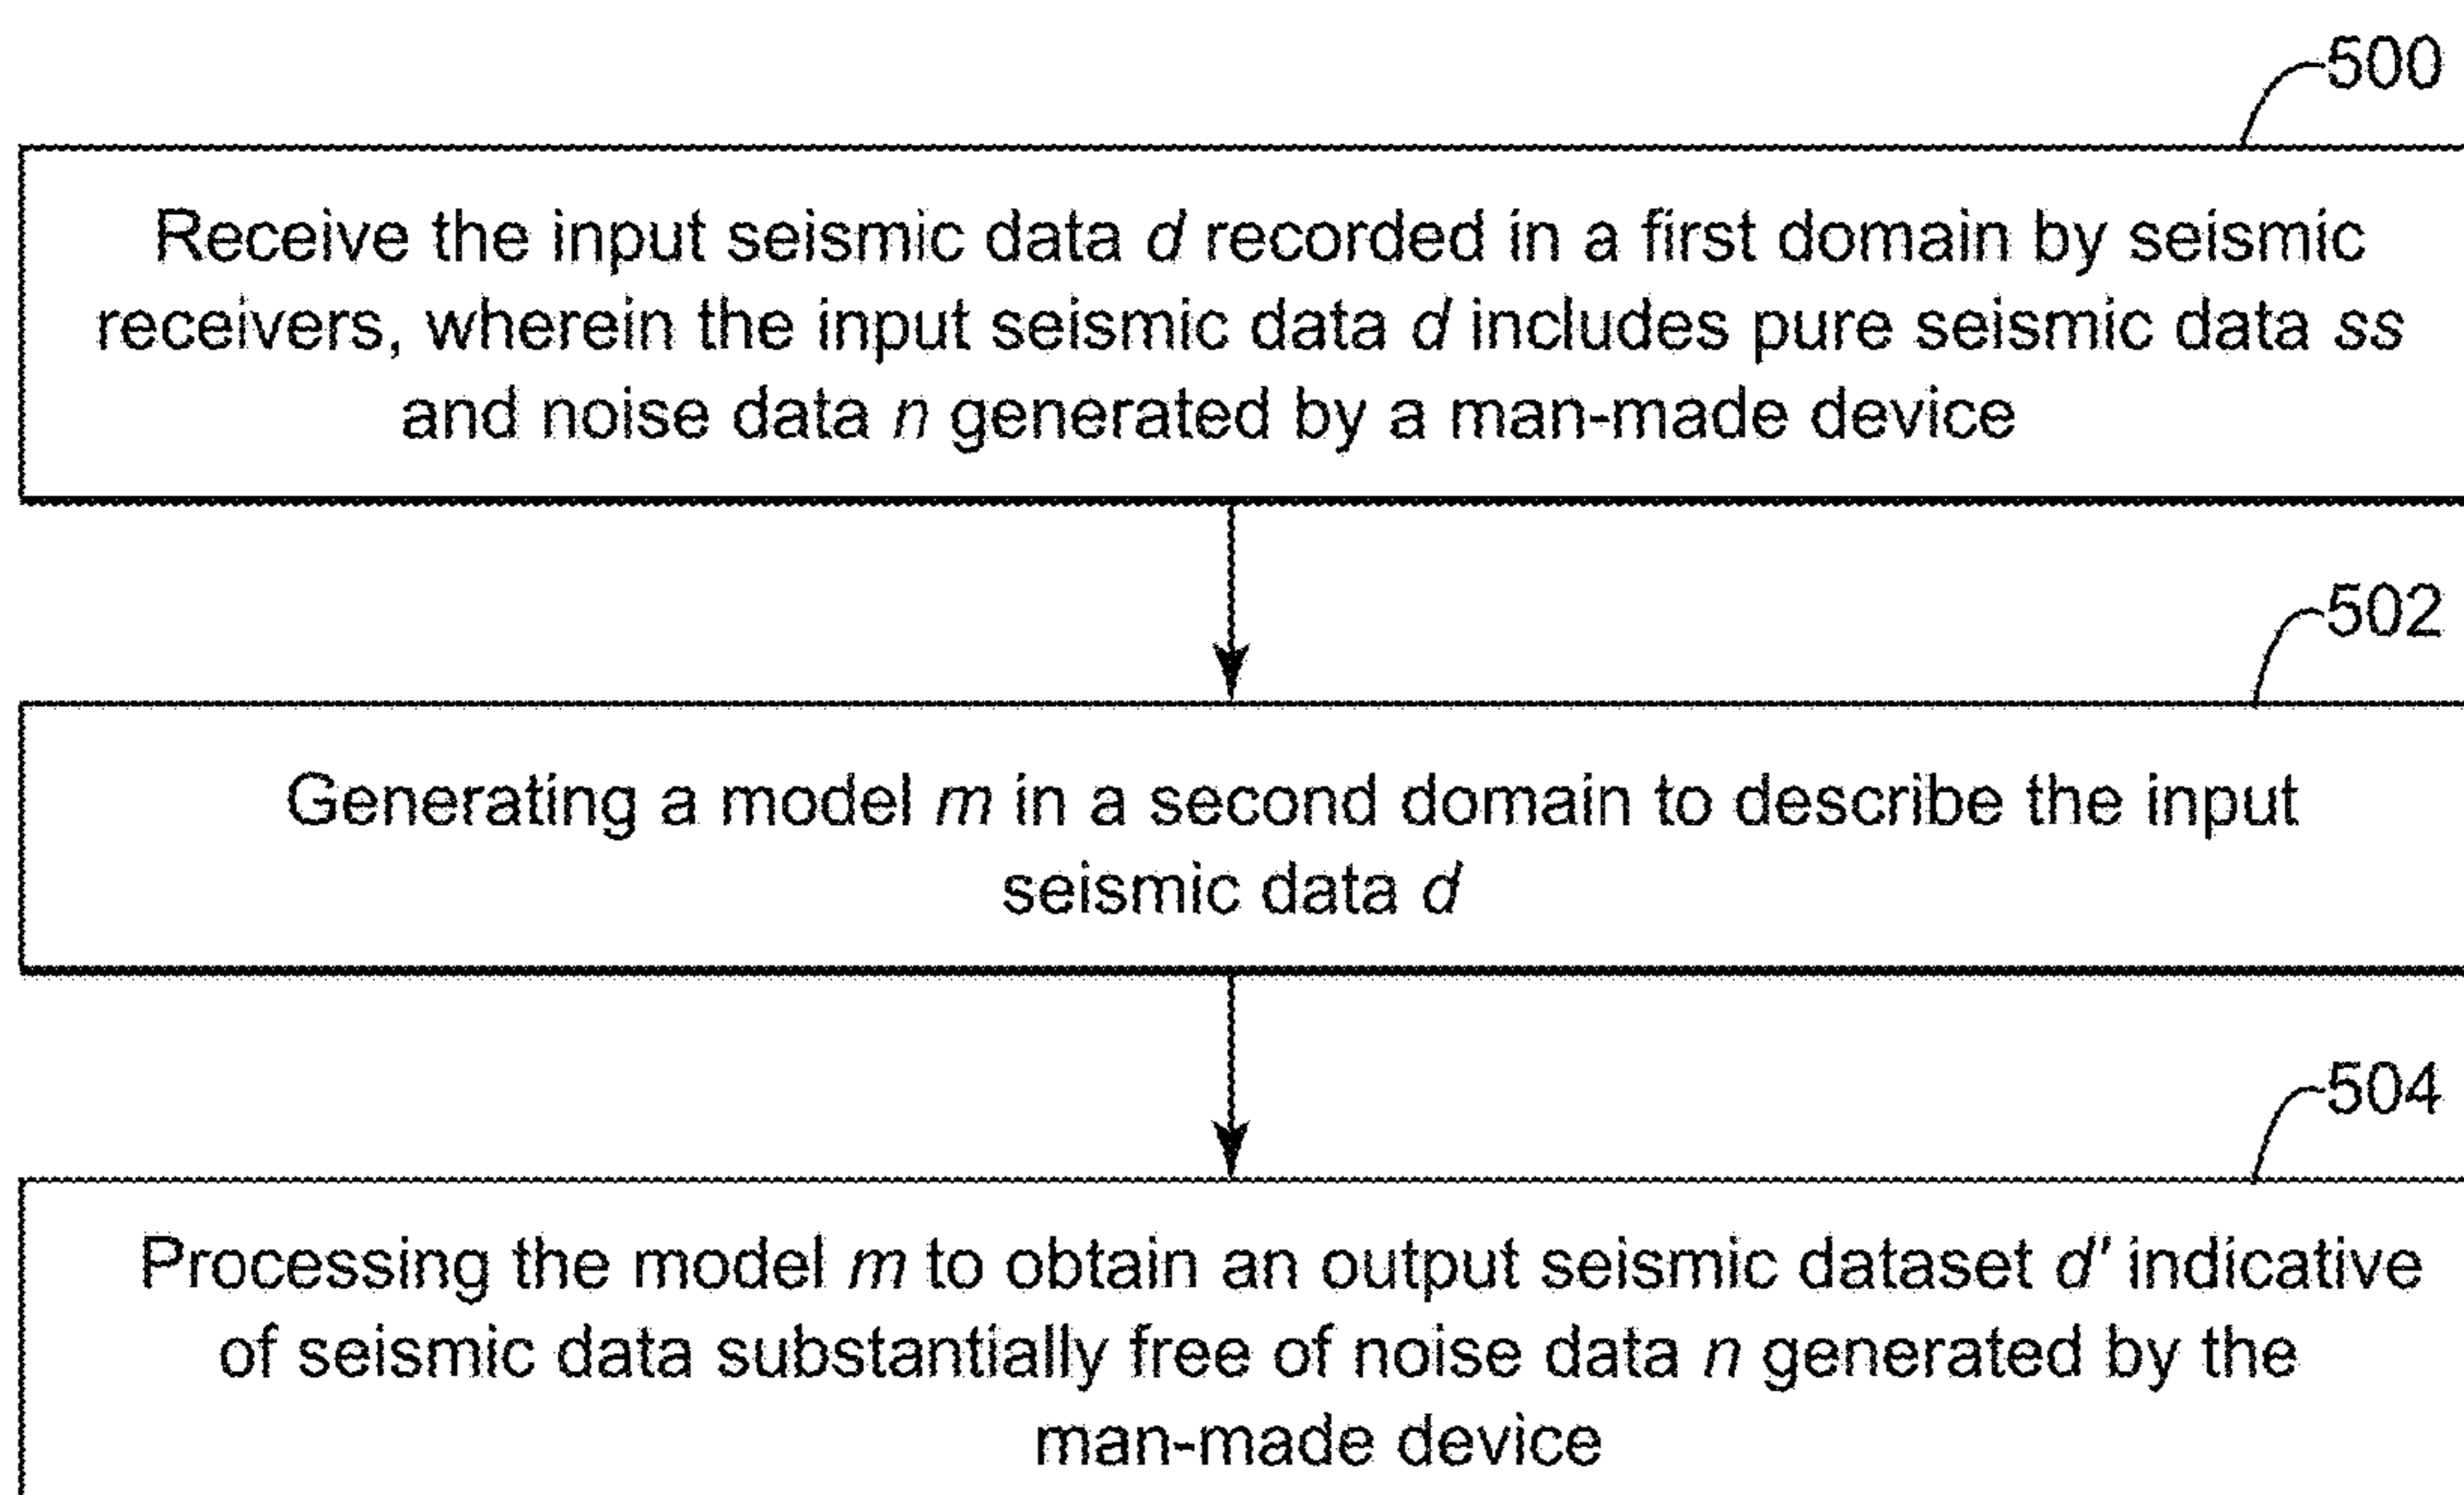 500
Receive the input seismic data d recorded in a first domain by seismic
receivers, wherein the input seismic data d includes pure seismic data ss
and noise data n generated by a man-made device
502
Generating a model m in a second domain to describe the input
seismic data d
504
Processing the model m to obtain an output seismic dataset d' indicative
of seismic data substantially free of noise data n generated by the
man-made device